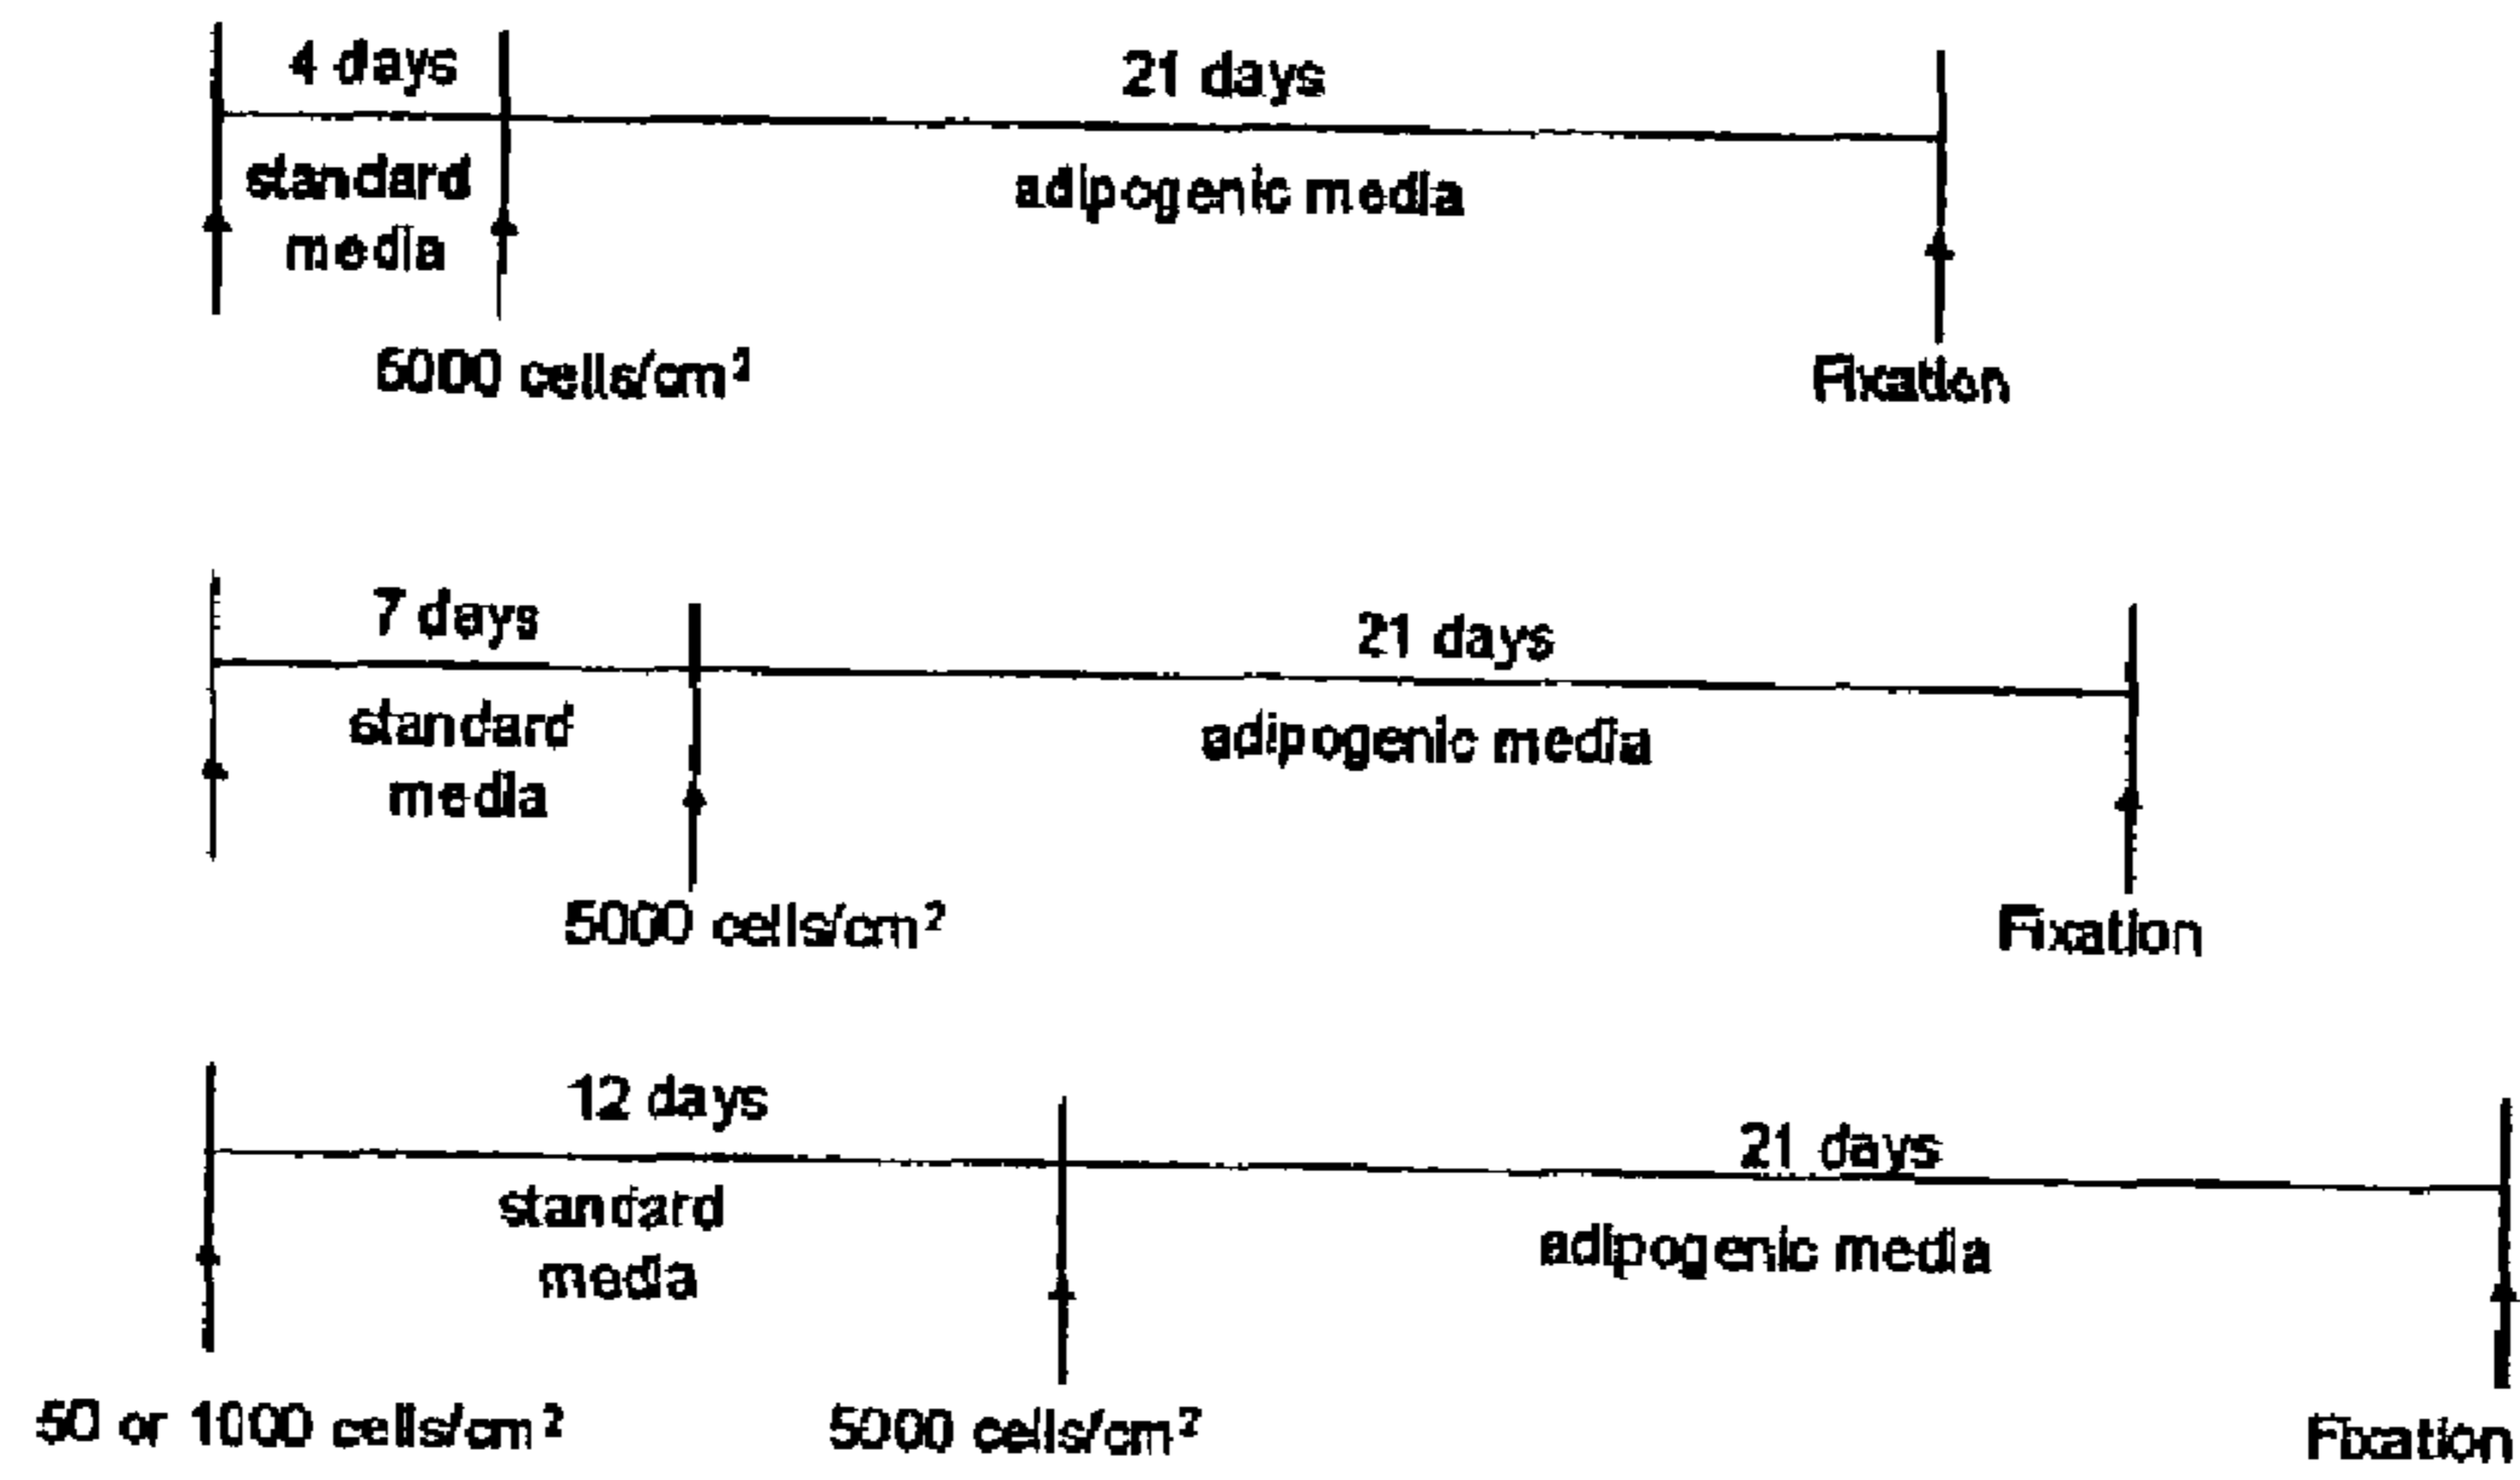 4 days
21 days
standard
media
adipogenic media
5000 cells/cm²
Fixation
7 days
21 days
standard
media
adipogenic media
5000 cells/cm²
Fixation
12 days
21 days
standard
media
adipogenic media
50 or 1000 cells/cm²
5000 cells/cm²
Fixation